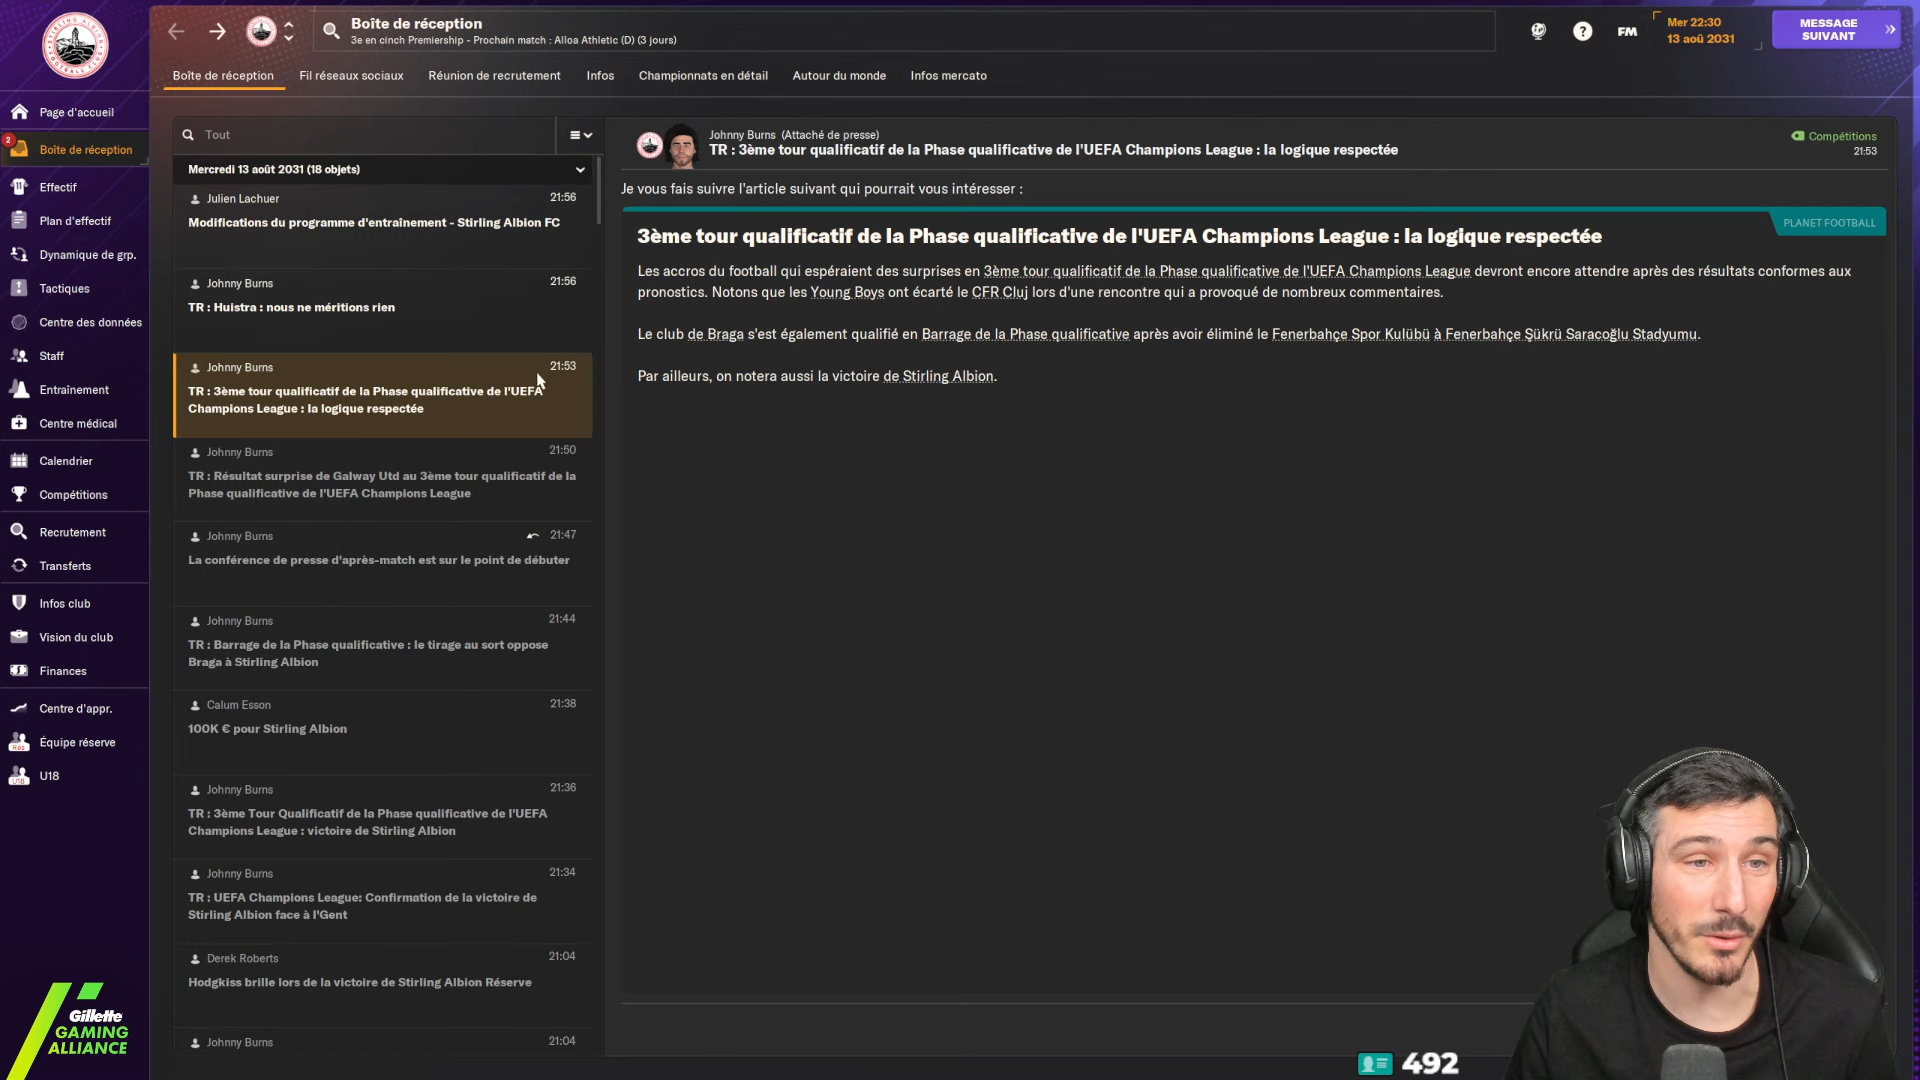 Boîte de réception
3e en cinch Premiership - Prochain match : Alloa Athletic (D) (3 jours)
FM
Mer 22:30
13 aoû 2031
MESSAGE
SUIVANT
Boîte de réception
Fil réseaux sociaux
Réunion de recrutement
Infos
Championnats en détail
Autour du monde
Infos mercato
Page d'accueil
2
Boîte de réception
Effectif
Plan d'effectif
Dynamique de grp.
Tactiques
Centre des données
Staff
Entraînement
Centre médical
Calendrier
Compétitions
Recrutement
Transferts
Infos club
Vision du club
Finances
Centre d'appr.
Équipe réserve
U18
Tout
Mercredi 13 août 2031 (18 objets)
Julien Lachuer
21:56
Modifications du programme d'entraînement - Stirling Albion FC
Johnny Burns
21:56
TR : Huistra : nous ne méritions rien
Johnny Burns
21:53
TR : 3ème tour qualificatif de la Phase qualificative de l'UEFA
Champions League : la logique respectée
Johnny Burns
21:50
TR : Résultat surprise de Galway Utd au 3ème tour qualificatif de la
Phase qualificative de l'UEFA Champions League
Johnny Burns
21:47
La conférence de presse d'après-match est sur le point de débuter
Johnny Burns
21:44
TR : Barrage de la Phase qualificative : le tirage au sort oppose
Braga à Stirling Albion
Calum Esson
21:38
100K € pour Stirling Albion
Johnny Burns
21:36
TR : 3ème Tour Qualificatif de la Phase qualificative de l'UEFA
Champions League : victoire de Stirling Albion
Johnny Burns
21:34
TR : UEFA Champions League: Confirmation de la victoire de
Stirling Albion face à l'Gent
Derek Roberts
21:04
Hodgkiss brille lors de la victoire de Stirling Albion Réserve
Johnny Burns
21:04
Johnny Burns (Attaché de presse)
TR : 3ème tour qualificatif de la Phase qualificative de l'UEFA Champions League : la logique respectée
Compétitions
21:53
Je vous fais suivre l'article suivant qui pourrait vous intéresser :
PLANET FOOTBALL
3ème tour qualificatif de la Phase qualificative de l'UEFA Champions League : la logique respectée
Les accros du football qui espéraient des surprises en 3ème tour qualificatif de la Phase qualificative de l'UEFA Champions League devront encore attendre après des résultats conformes aux
pronostics. Notons que les Young Boys ont écarté le CFR Cluj lors d'une rencontre qui a provoqué de nombreux commentaires.
Le club de Braga s'est également qualifié en Barrage de la Phase qualificative après avoir éliminé le Fenerbahçe Spor Kulübü à Fenerbahçe Şükrü Saracoğlu Stadyumu.
Par ailleurs, on notera aussi la victoire de Stirling Albion.
Gillette
GAMING
ALLIANCE
492